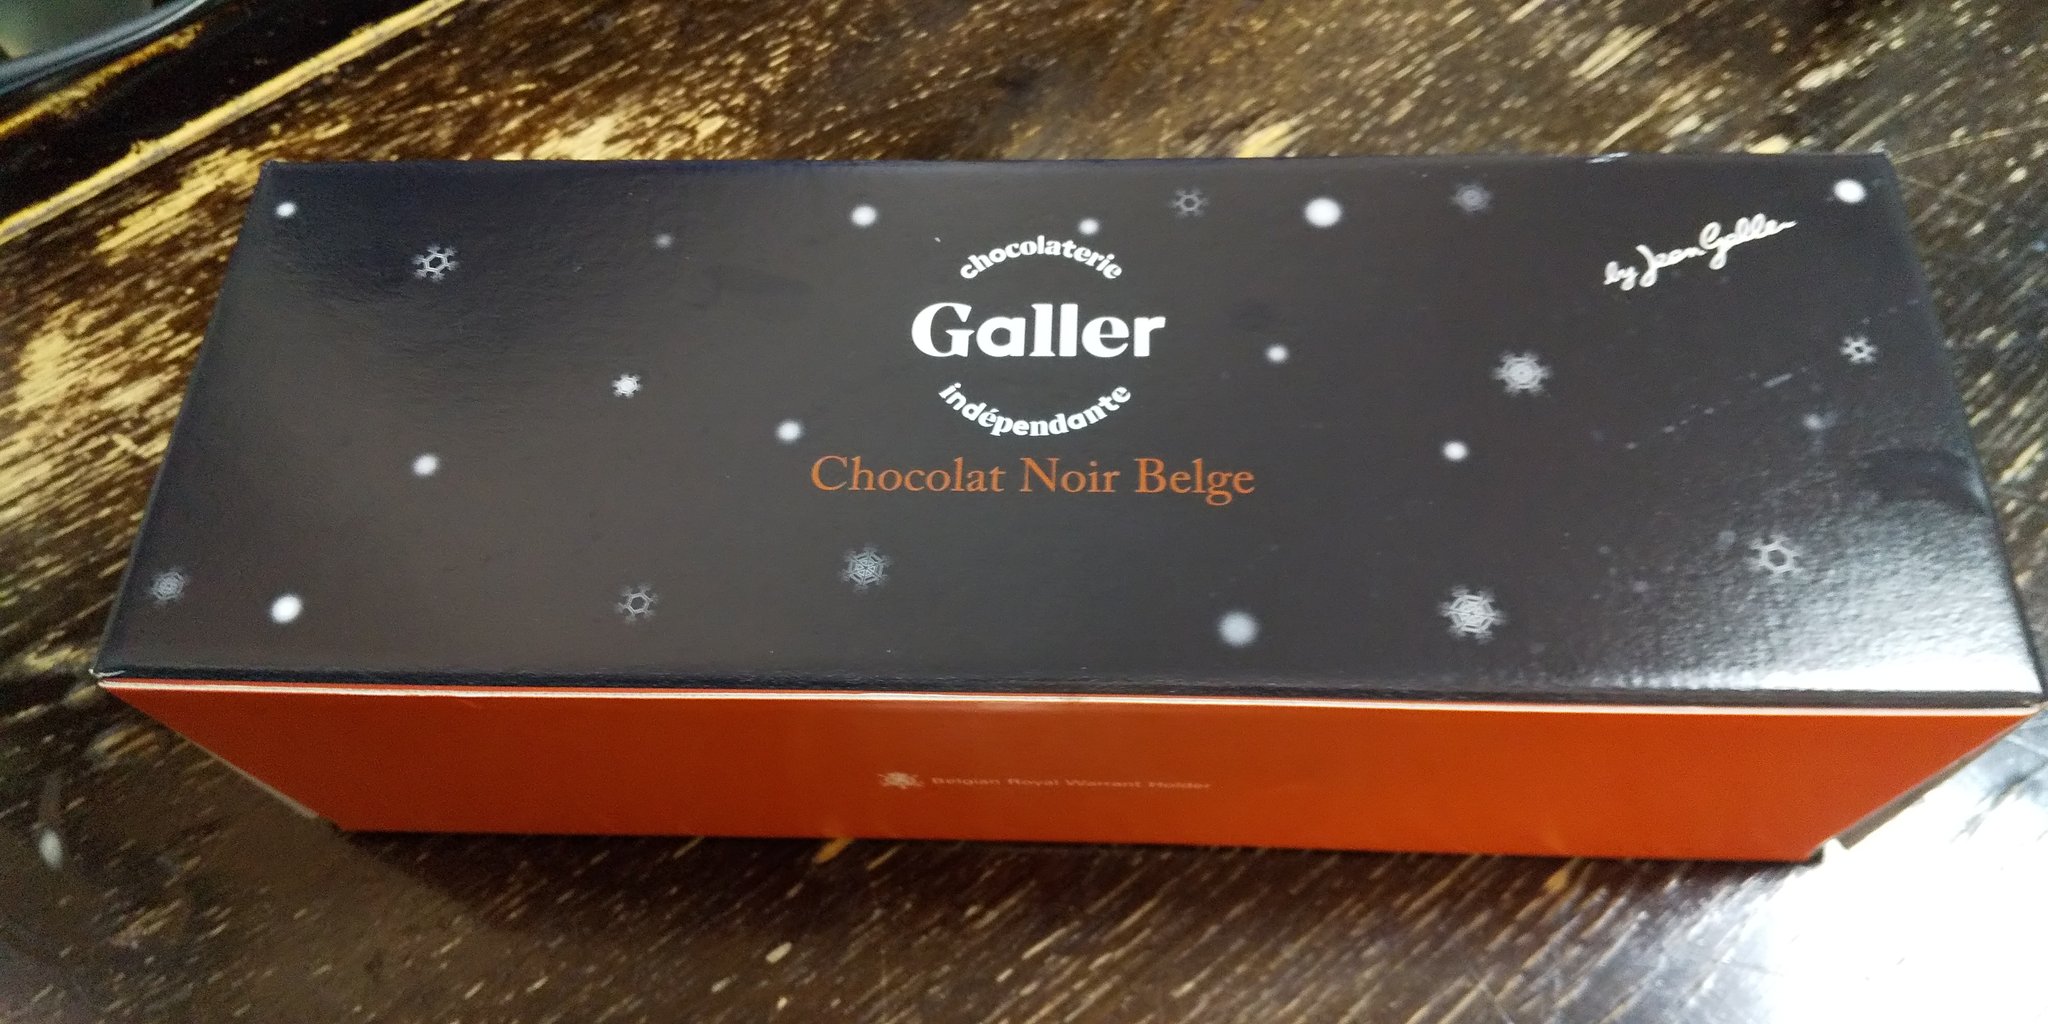 by Jean Galler
chocolaterie
Galler
indépendante
Chocolat Noir Belge
Belgian Royal Warrant Holder